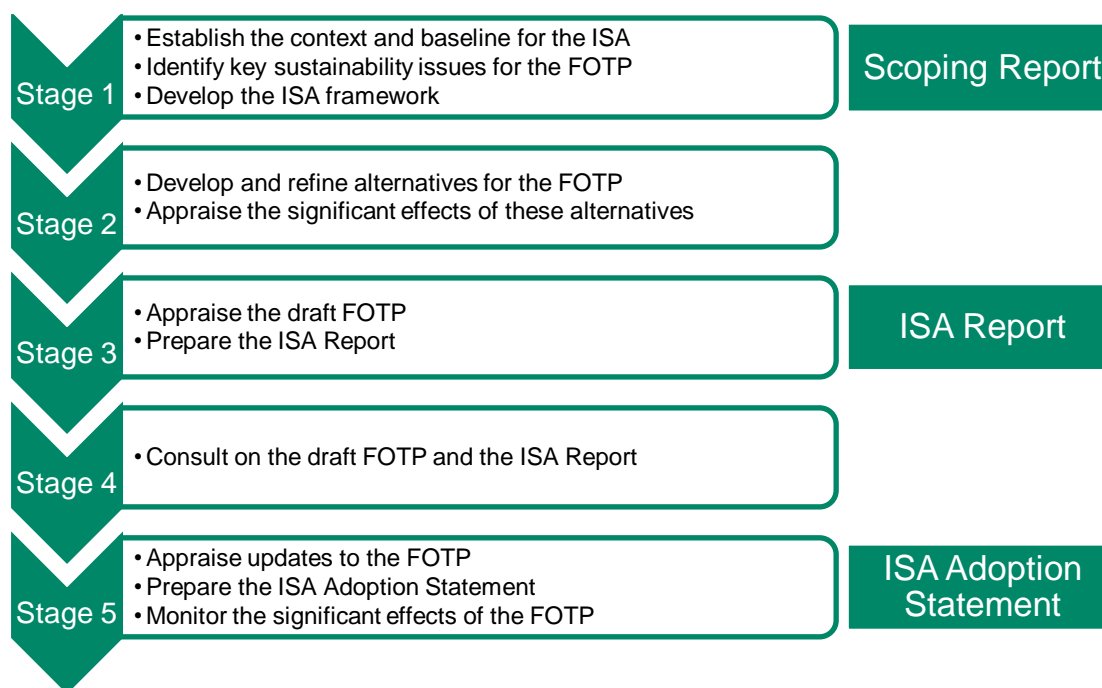 Stage 1
• Establish the context and baseline for the ISA
• Identify key sustainability issues for the FOTP
• Develop the ISA framework
Scoping Report
Stage 2
• Develop and refine alternatives for the FOTP
• Appraise the significant effects of these alternatives
Stage 3
• Appraise the draft FOTP
• Prepare the ISA Report
ISA Report
Stage 4
• Consult on the draft FOTP and the ISA Report
Stage 5
• Appraise updates to the FOTP
• Prepare the ISA Adoption Statement
• Monitor the significant effects of the FOTP
ISA Adoption
Statement